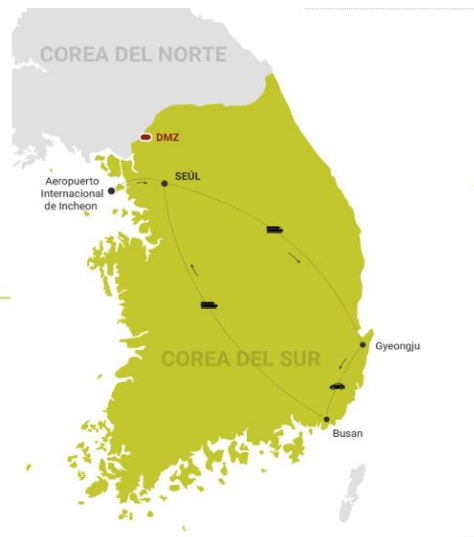 COREA DEL NORTE
DMZ
SEÚL
Aeropuerto
Internacional
de Incheon
Gyeongju
COREA DEL SUR
Busan